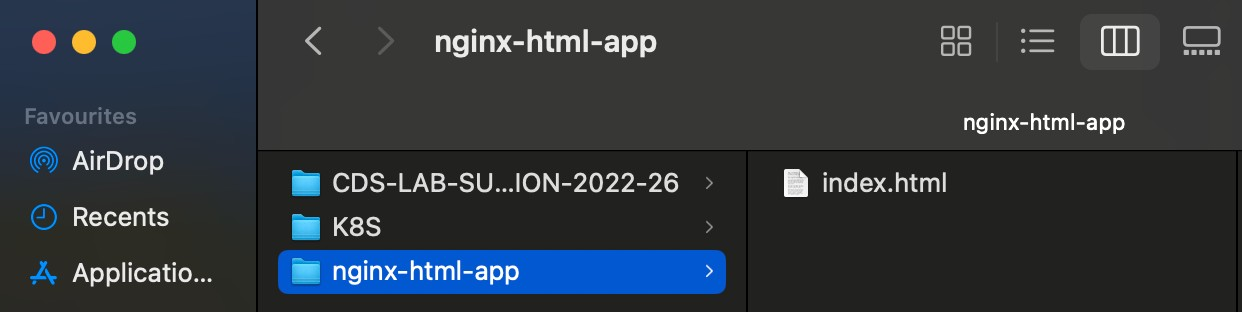 nginx-html-app
nginx-html-app
Favourites
AirDrop
Recents
Applicatio...
CDS-LAB-SU...ION-2022-26
K8S
nginx-html-app
index.html